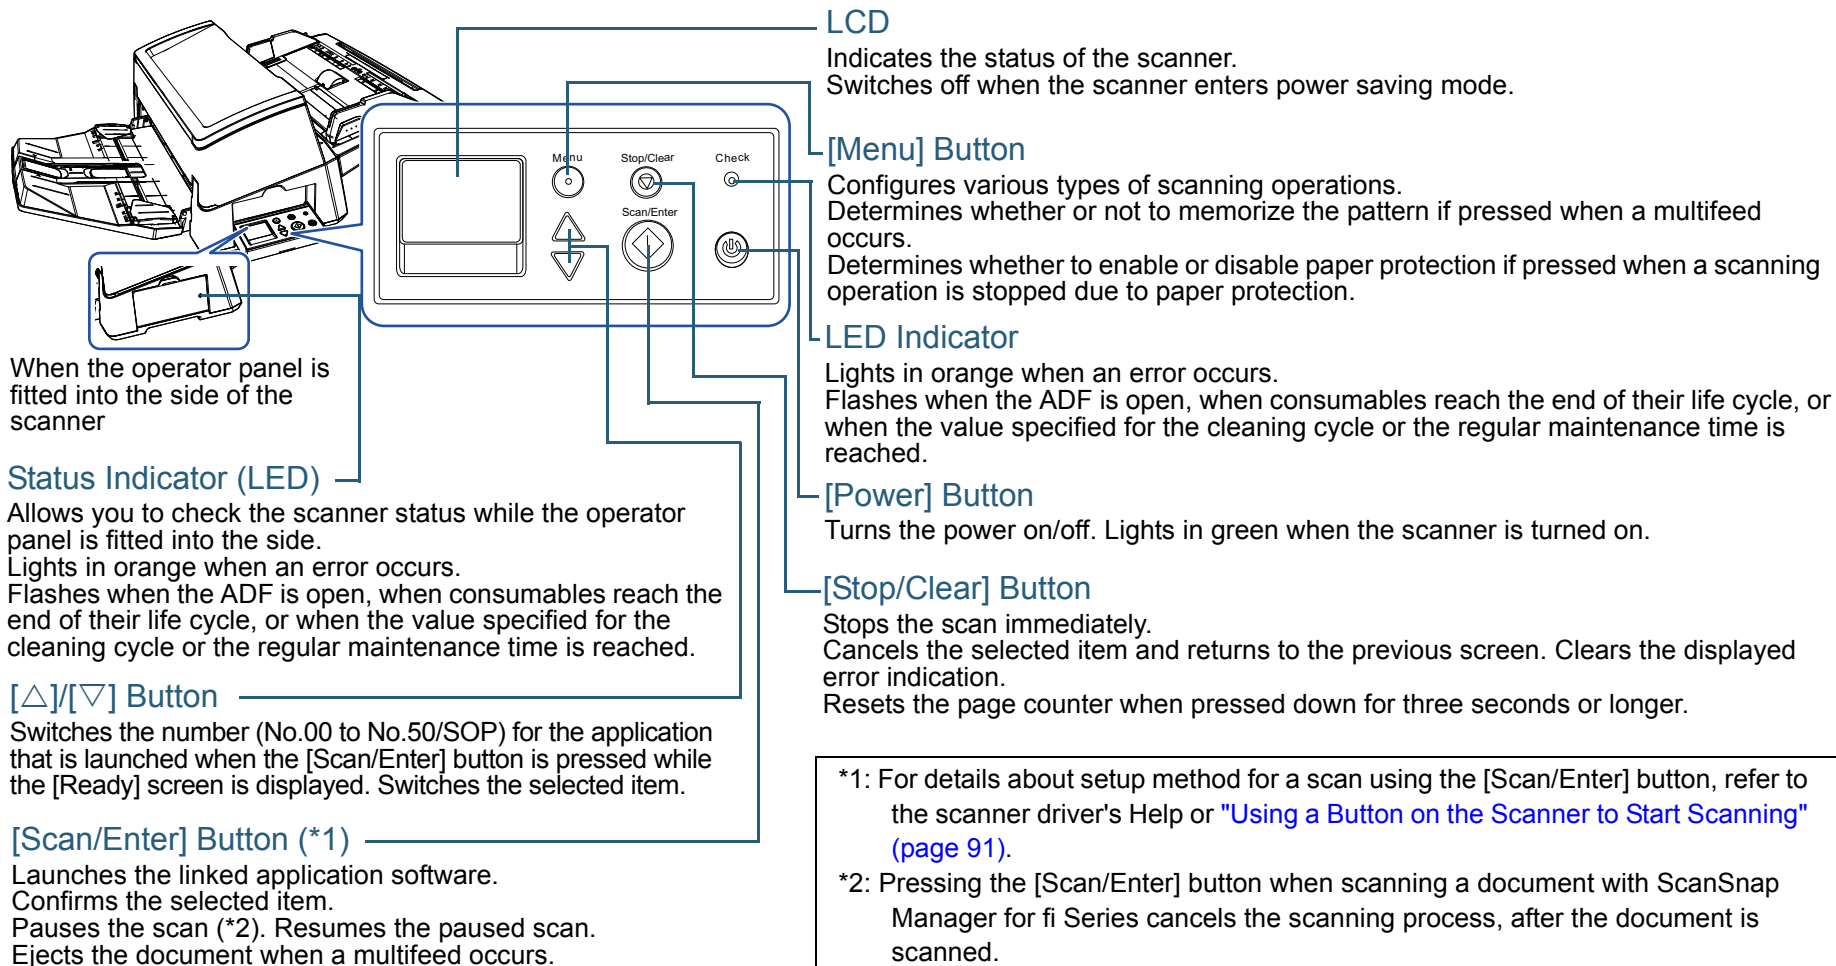 LCD
Indicates the status of the scanner.
Switches off when the scanner enters power saving mode.
Menu
Stop/Clear
Check
Scan/Enter
[Menu] Button
Configures various types of scanning operations.
Determines whether or not to memorize the pattern if pressed when a multifeed
occurs.
Determines whether to enable or disable paper protection if pressed when a scanning
operation is stopped due to paper protection.
LED Indicator
Lights in orange when an error occurs.
Flashes when the ADF is open, when consumables reach the end of their life cycle, or
when the value specified for the cleaning cycle or the regular maintenance time is
reached.
[Power] Button
Turns the power on/off. Lights in green when the scanner is turned on.
[Stop/Clear] Button
Stops the scan immediately.
Cancels the selected item and returns to the previous screen. Clears the displayed
error indication.
Resets the page counter when pressed down for three seconds or longer.
When the operator panel is
fitted into the side of the
scanner
Status Indicator (LED)
Allows you to check the scanner status while the operator
panel is fitted into the side.
Lights in orange when an error occurs.
Flashes when the ADF is open, when consumables reach the
end of their life cycle, or when the value specified for the
cleaning cycle or the regular maintenance time is reached.
[△]/[▽] Button
Switches the number (No.00 to No.50/SOP) for the application
that is launched when the [Scan/Enter] button is pressed while
the [Ready] screen is displayed. Switches the selected item.
[Scan/Enter] Button (*1)
Launches the linked application software.
Confirms the selected item.
Pauses the scan (*2). Resumes the paused scan.
Ejects the document when a multifeed occurs.
*1: For details about setup method for a scan using the [Scan/Enter] button, refer to
the scanner driver's Help or "Using a Button on the Scanner to Start Scanning"
(page 91).
*2: Pressing the [Scan/Enter] button when scanning a document with ScanSnap
Manager for fi Series cancels the scanning process, after the document is
scanned.